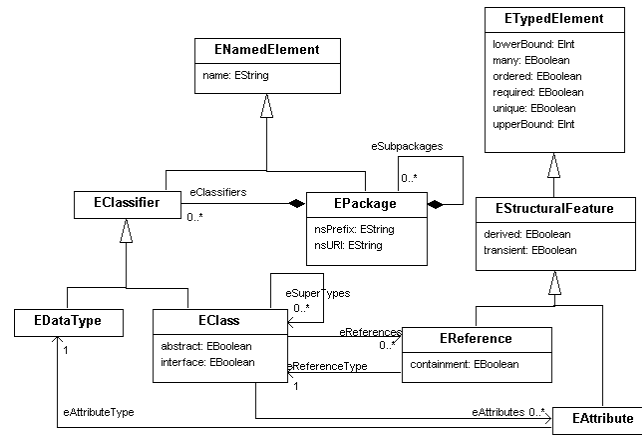 ETypedElement
lowerBound: EInt
many: EBoolean
ordered: EBoolean
required: EBoolean
unique: EBoolean
upperBound: EInt
ENamedElement
name: EString
eSubpackages
0..*
eClassifiers
0..*
EClassifier
EPackage
nsPrefix: EString
nsURI: EString
EStructuralFeature
derived: EBoolean
transient: EBoolean
eSuperTypes
0..*
EDataType
1
EClass
abstract: EBoolean
interface: EBoolean
eReferences
0..*
eReferenceType
1
EReference
containment: EBoolean
eAttributeType
eAttributes 0..*
EAttribute